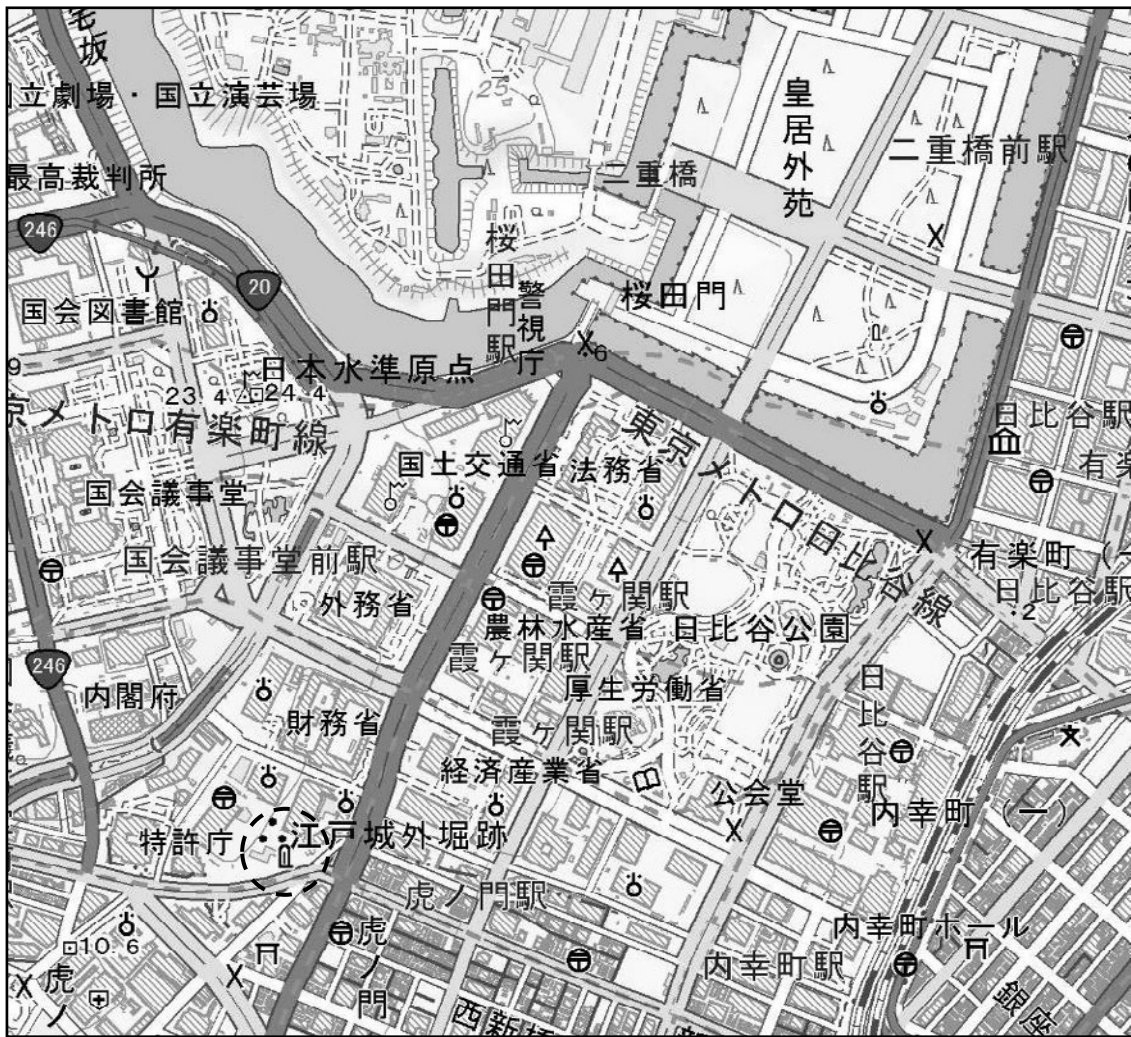 国立劇場・国立演芸場
最高裁判所
246
20
25
国会図書館
日本水準原点
23.4
24.4
東京メトロ有楽町線
国会議事堂
国会議事堂前駅
246
内閣府
外務省
財務省
特許庁
江戸城外堀跡
10.6
虎ノ
虎ノ門駅
虎ノ門
西新橋
桜田門駅
警視庁
桜田門
6
二重橋
皇居外苑
二重橋前駅
国土交通省
法務省
東京メトロ日比谷線
霞ケ関駅
農林水産省
霞ケ関駅
厚生労働省
霞ケ関駅
経済産業省
日比谷公園
公会堂
日比谷駅
有楽町(一
日比谷駅
2
日比谷駅
内幸町(一)
内幸町ホール
内幸町駅
銀座